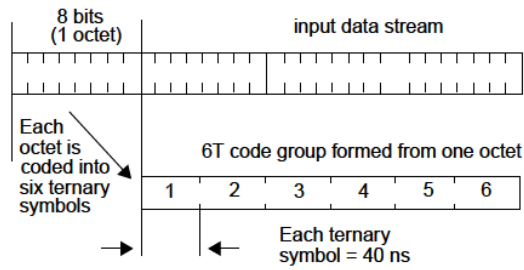 8 bits
(1 octet)
input data stream
Each
octet is
coded into
six ternary
symbols
6T code group formed from one octet
1 2 3 4 5 6
Each ternary
symbol = 40 ns